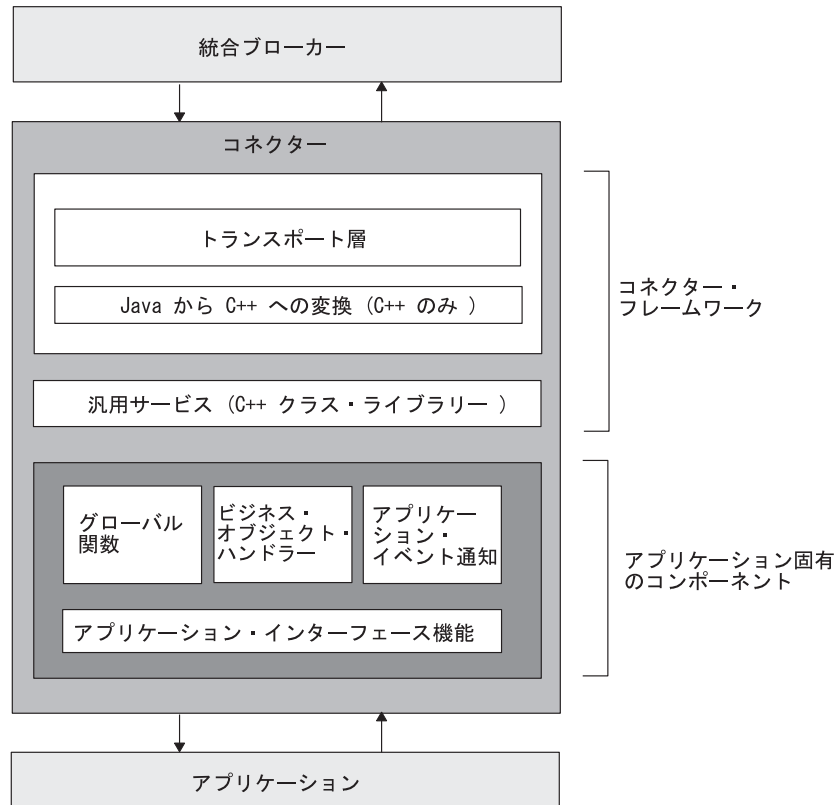 統合ブローカー
コネクター
トランスポート層
Java から C++ への変換 (C++ のみ )
汎用サービス (C++ クラス・ライブラリー )
コネクター・
フレームワーク
グローバル
関数
ビジネス・
オブジェクト・
ハンドラー
アプリケー
ション・
イベント通知
アプリケーション・インターフェース機能
アプリケーション固有
のコンポーネント
アプリケーション